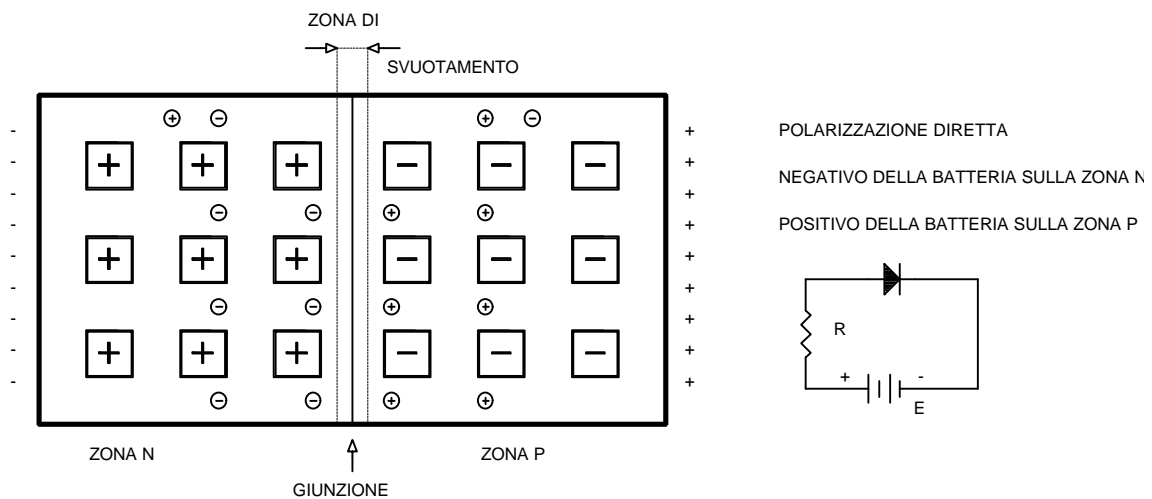 ZONA DI
SVUOTAMENTO
POLARIZZAZIONE DIRETTA
NEGATIVO DELLA BATTERIA SULLA ZONA N
POSITIVO DELLA BATTERIA SULLA ZONA P
R
+ -
E
ZONA N
ZONA P
GIUNZIONE